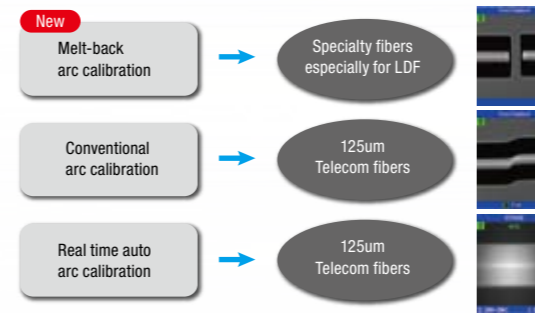 New
Melt-back
arc calibration
Specialty fibers
especially for LDF
Conventional
arc calibration
125um
Telecom fibers
Real time auto
arc calibration
125um
Telecom fibers